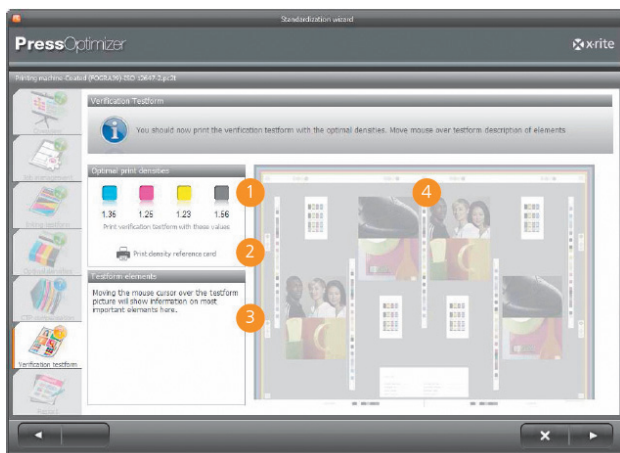 Standardization wizard
PressOptimizer
x-rite
Printing machine Coated (FOGRA39) ISO 12647-2.pc2t
Verification Testform
You should now print the verification testform with the optimal densities. Move mouse over testform description of elements
Optimal print densities
1
4
1.36 1.25 1.23 1.56
Print verification testform with these values
2
Print density reference card
Testform elements
Moving the mouse cursor over the testform
picture will show information on most
important elements here.
3
Optimal densities
Verification testform